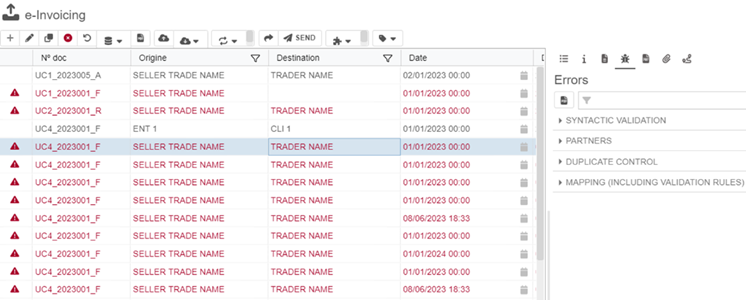 e-Invoicing
SEND
Nº doc Origine Destination Date
UC1_2023005_A SELLER TRADE NAME TRADER NAME 02/01/2023 00:00
UC1_2023001_F SELLER TRADE NAME 01/01/2023 00:00
UC2_2023001_R SELLER TRADE NAME TRADER NAME 01/01/2023 00:00
UC4_2023001_F ENT 1 CLI 1 01/01/2023 00:00
UC4_2023001_F SELLER TRADE NAME TRADER NAME 01/01/2023 00:00
UC4_2023001_F SELLER TRADE NAME TRADER NAME 01/01/2023 00:00
UC4_2023001_F SELLER TRADE NAME TRADER NAME 01/01/2023 00:00
UC4_2023001_F SELLER TRADE NAME TRADER NAME 01/01/2023 00:00
UC4_2023001_F SELLER TRADE NAME TRADER NAME 08/06/2023 18:33
UC4_2023001_F SELLER TRADE NAME TRADER NAME 01/01/2023 00:00
UC4_2023001_F SELLER TRADE NAME TRADER NAME 01/01/2023 00:00
UC4_2023001_F SELLER TRADE NAME TRADER NAME 01/01/2024 00:00
UC4_2023001_F SELLER TRADE NAME TRADER NAME 08/06/2023 18:33
Errors
SYNTACTIC VALIDATION
PARTNERS
DUPLICATE CONTROL
MAPPING (INCLUDING VALIDATION RULES)